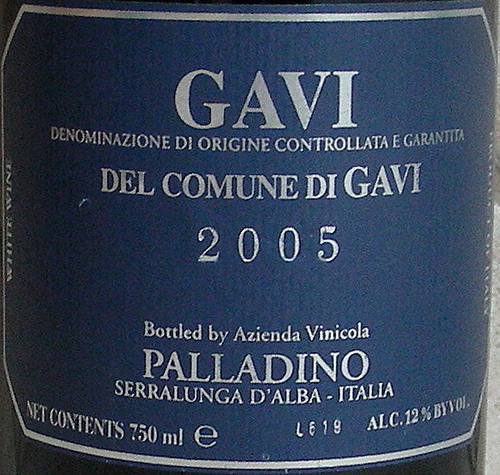 GAVI
DENOMINAZIONE DI ORIGINE CONTROLLATA E GARANTITA
DEL COMUNE DI GAVI
2005
WHITE WINE
Bottled by Azienda Vinicola
PALLADINO
SERRALUNGA D'ALBA - ITALIA
NET CONTENTS 750 ml e
L619
ALC. 12 % BY VOL.